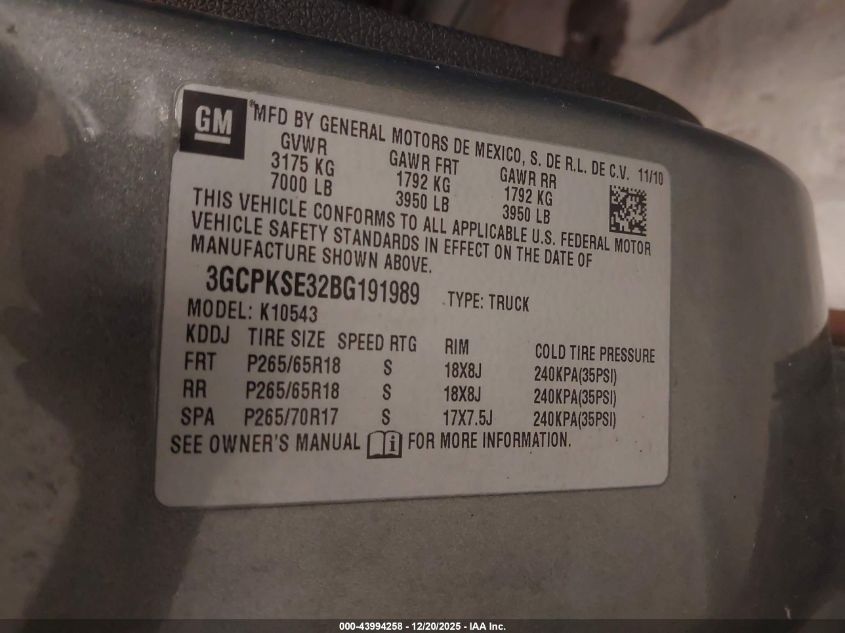 GM
® MFD BY GENERAL MOTORS DE MEXICO, S. DE R.L. DE C.V. 11/10
GVWR GAWR FRT GAWR RR
3175 KG 1792 KG 1792 KG
7000 LB 3950 LB 3950 LB
THIS VEHICLE CONFORMS TO ALL APPLICABLE U.S. FEDERAL MOTOR
VEHICLE SAFETY STANDARDS IN EFFECT ON THE DATE OF
MANUFACTURE SHOWN ABOVE.
3GCPKSE32BG191989 TYPE: TRUCK
MODEL: K10543
KDDJ TIRE SIZE SPEED RTG RIM COLD TIRE PRESSURE
FRT P265/65R18 S 18X8J 240KPA(35PSI)
RR P265/65R18 S 18X8J 240KPA(35PSI)
SPA P265/70R17 S 17X7.5J 240KPA(35PSI)
SEE OWNER'S MANUAL i FOR MORE INFORMATION.
000-43994258 - 12/20/2025 - IAA Inc.